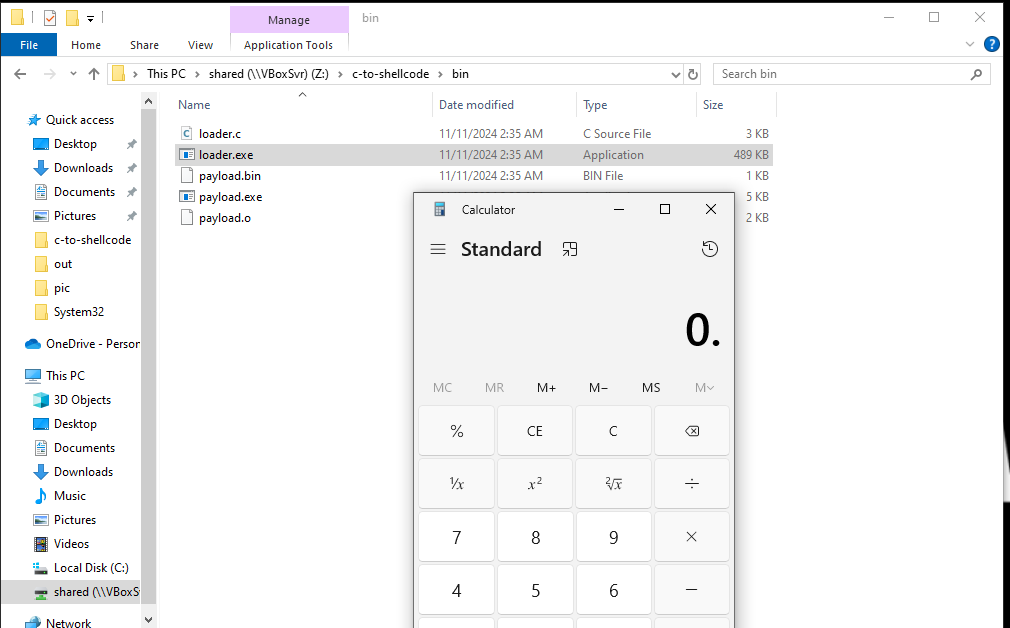 Manage
bin
File
Home
Share
View
Application Tools
This PC
shared (\\VBoxSvr) (Z:)
c-to-shellcode
bin
Search bin
Quick access
Desktop
Downloads
Documents
Pictures
c-to-shellcode
out
pic
System32
OneDrive - Person
This PC
3D Objects
Desktop
Documents
Downloads
Music
Pictures
Videos
Local Disk (C:)
shared (\\VBoxS
Network
Name
Date modified
Type
Size
loader.c
11/11/2024 2:35 AM
C Source File
3 KB
loader.exe
11/11/2024 2:35 AM
Application
489 KB
payload.bin
11/11/2024 2:35 AM
BIN File
1 KB
payload.exe
5 KB
payload.o
2 KB
Calculator
Standard
0.
MC MR M+ M− MS M
% CE C
¹/x x² ²√x ÷
7 8 9 ×
4 5 6 −